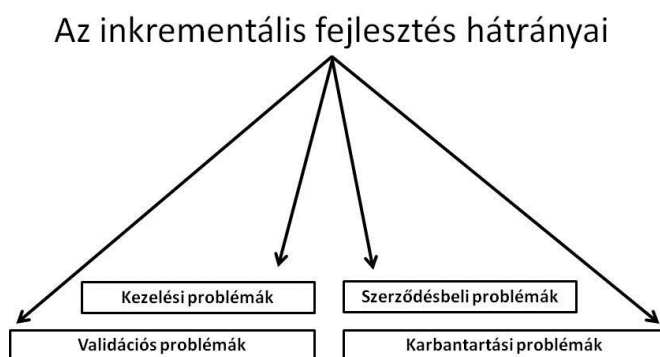 Az inkrementális fejlesztés hátrányai
Kezelési problémák
Szerződésbeli problémák
Validációs problémák
Karbantartási problémák